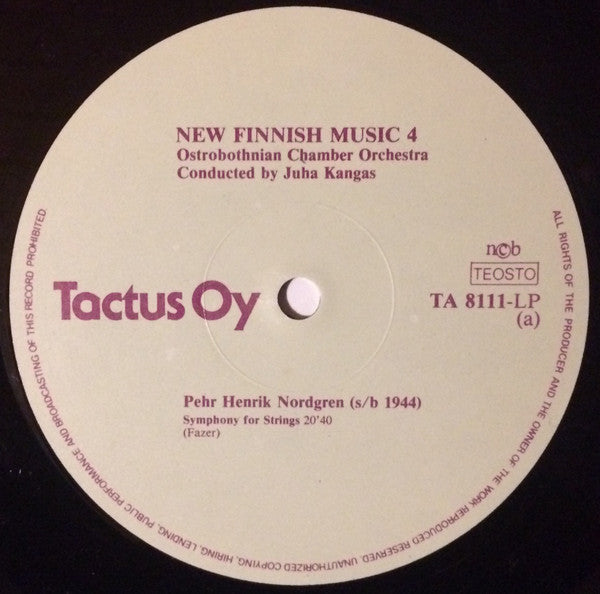 NEW FINNISH MUSIC 4
Ostrobothnian Chamber Orchestra
Conducted by Juha Kangas
Tactus Oy
ncb
TEOSTO
TA 8111-LP
(a)
Pehr Henrik Nordgren (s/b 1944)
Symphony for Strings 20'40
(Fazer)
ALL RIGHTS OF THE PRODUCER AND THE OWNER OF THE WORK REPRODUCED RESERVED. UNAUTHORIZED COPYING, HIRING, LENDING, PUBLIC PERFORMANCE AND BROADCASTING OF THIS RECORD PROHIBITED.